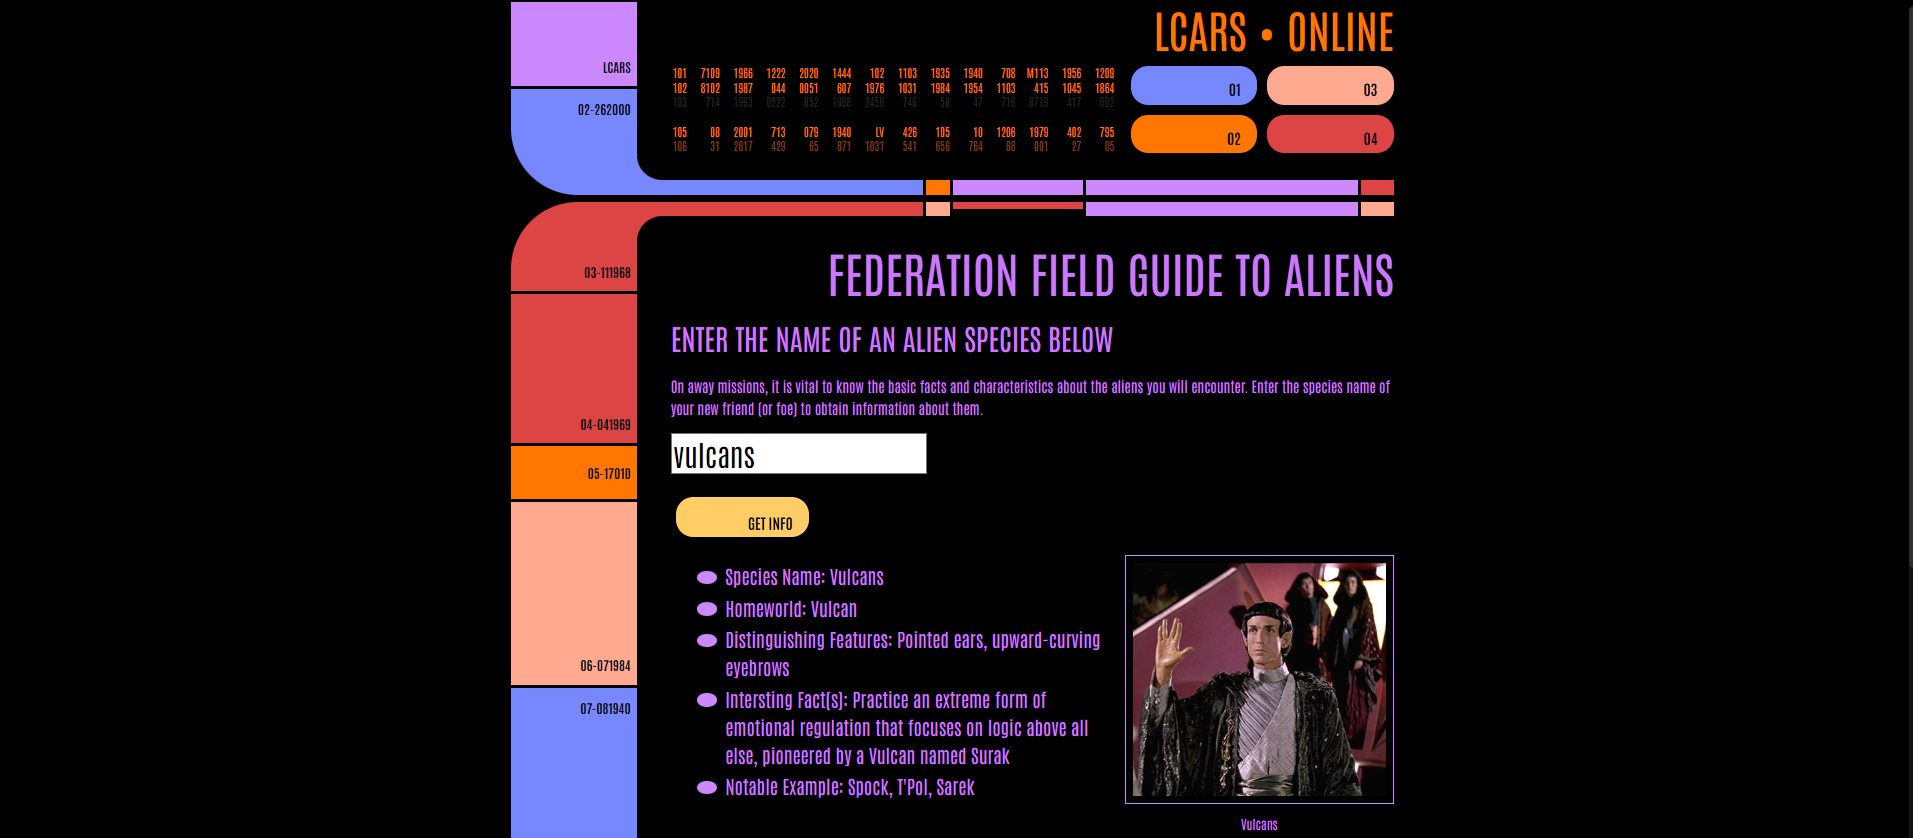 LCARS • ONLINE
LCARS
02-262000
101 7109 1966 1222 2020 1444 102 1103 1935 1940 708 M113 1956 1209
102 8102 1987 044 0051 607 1976 1031 1984 1954 1103 415 1045 1864
103 714 1993 0222 052 1968 2450 746 56 47 716 8719 417 602
105 08 2001 713 079 1940 LV 426 105 10 1206 1979 402 795
106 31 2017 429 65 871 1031 541 656 764 88 001 27 05
01
03
02
04
03-111968
04-041969
05-1701D
06-071984
07-081940
FEDERATION FIELD GUIDE TO ALIENS
ENTER THE NAME OF AN ALIEN SPECIES BELOW
On away missions, it is vital to know the basic facts and characteristics about the aliens you will encounter. Enter the species name of
your new friend (or foe) to obtain information about them.
vulcans
GET INFO
Species Name: Vulcans
Homeworld: Vulcan
Distinguishing Features: Pointed ears, upward-curving
eyebrows
Intersting Fact(s): Practice an extreme form of
emotional regulation that focuses on logic above all
else, pioneered by a Vulcan named Surak
Notable Example: Spock, T'Pol, Sarek
Vulcans